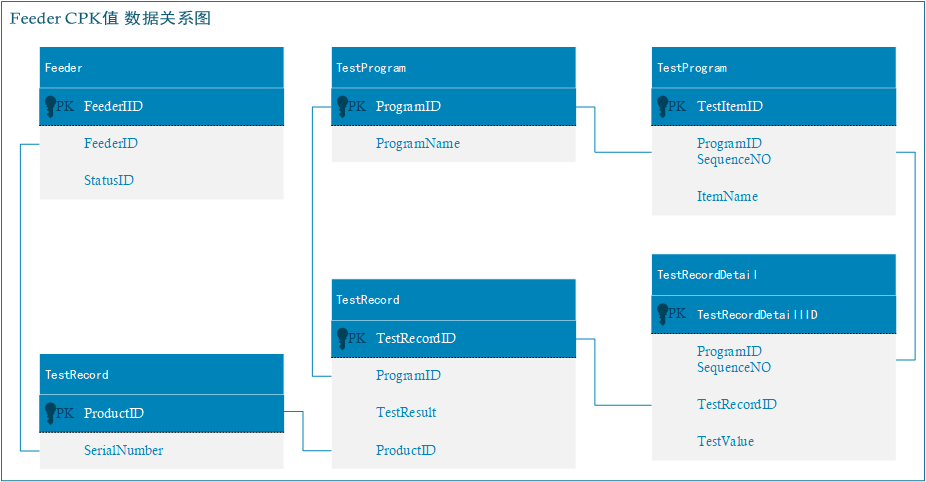 Feeder CPK值 数据关系图
Feeder
PK FeederIID
FeederID
StatusID
TestProgram
PK ProgramID
ProgramName
TestProgram
PK TestItemID
ProgramID
SequenceNO
ItemName
TestRecord
PK ProductID
SerialNumber
TestRecord
PK TestRecordID
ProgramID
TestResult
ProductID
TestRecordDetail
PK TestRecordDetailIID
ProgramID
SequenceNO
TestRecordID
TestValue